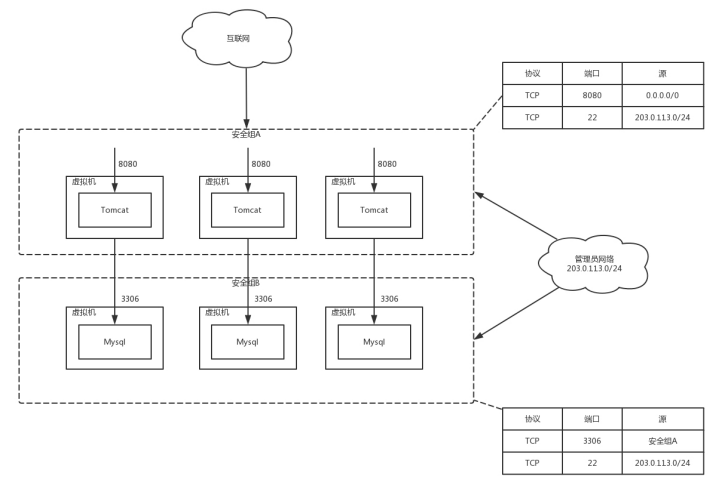 互联网
协议 端口 源
TCP 8080 0.0.0.0/0
TCP 22 203.0.113.0/24
安全组A
8080 8080 8080
虚拟机 虚拟机 虚拟机
Tomcat Tomcat Tomcat
管理员网络
203.0.113.0/24
安全组B
3306 3306 3306
虚拟机 虚拟机 虚拟机
Mysql Mysql Mysql
协议 端口 源
TCP 3306 安全组A
TCP 22 203.0.113.0/24